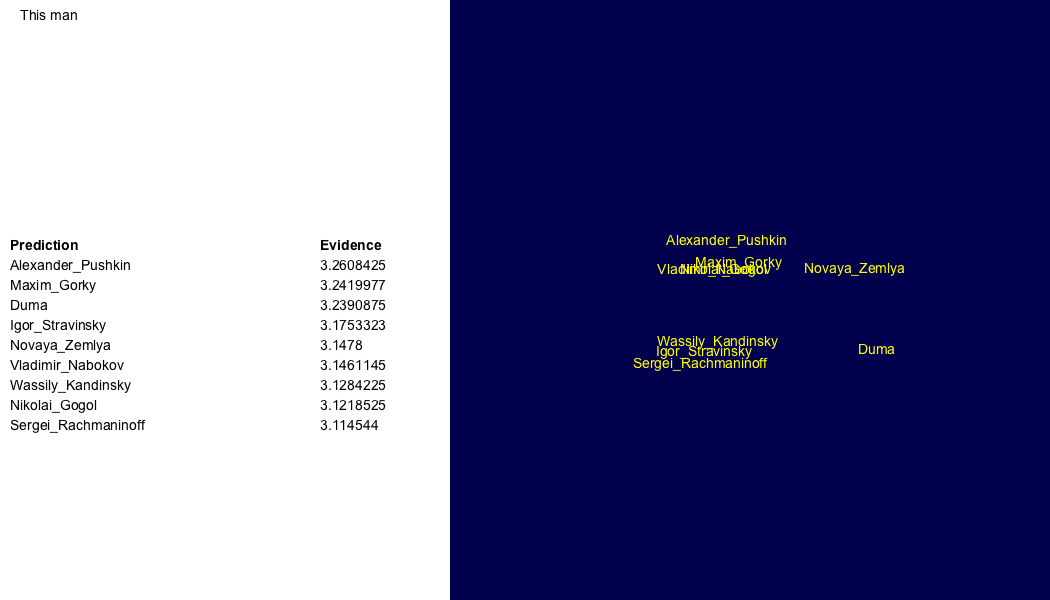 This man
Prediction Evidence
Alexander_Pushkin 3.2608425
Maxim_Gorky 3.2419977
Duma 3.2390875
Igor_Stravinsky 3.1753323
Novaya_Zemlya 3.1478
Vladimir_Nabokov 3.1461145
Wassily_Kandinsky 3.1284225
Nikolai_Gogol 3.1218525
Sergei_Rachmaninoff 3.114544
Alexander_Pushkin
Maxim_Gorky
Vladimir_Nabokov
Nikolai_Gogol
Novaya_Zemlya
Wassily_Kandinsky
Igor_Stravinsky
Duma
Sergei_Rachmaninoff